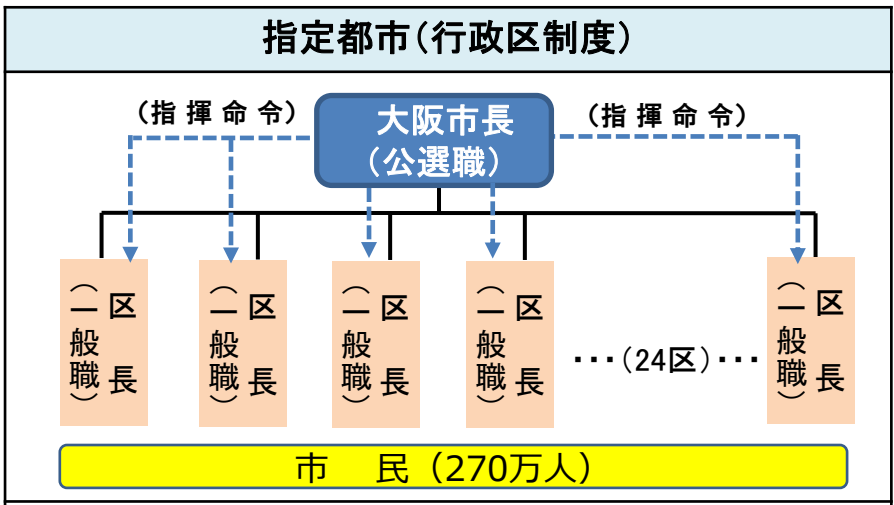 指定都市（行政区制度）
（指 揮 命 令）
大阪市長
（公選職）
（指 揮 命 令）
区　長
（一般職）
区　長
（一般職）
区　長
（一般職）
区　長
（一般職）
･･･（24区）･･･
区　長
（一般職）
市　民（270万人）